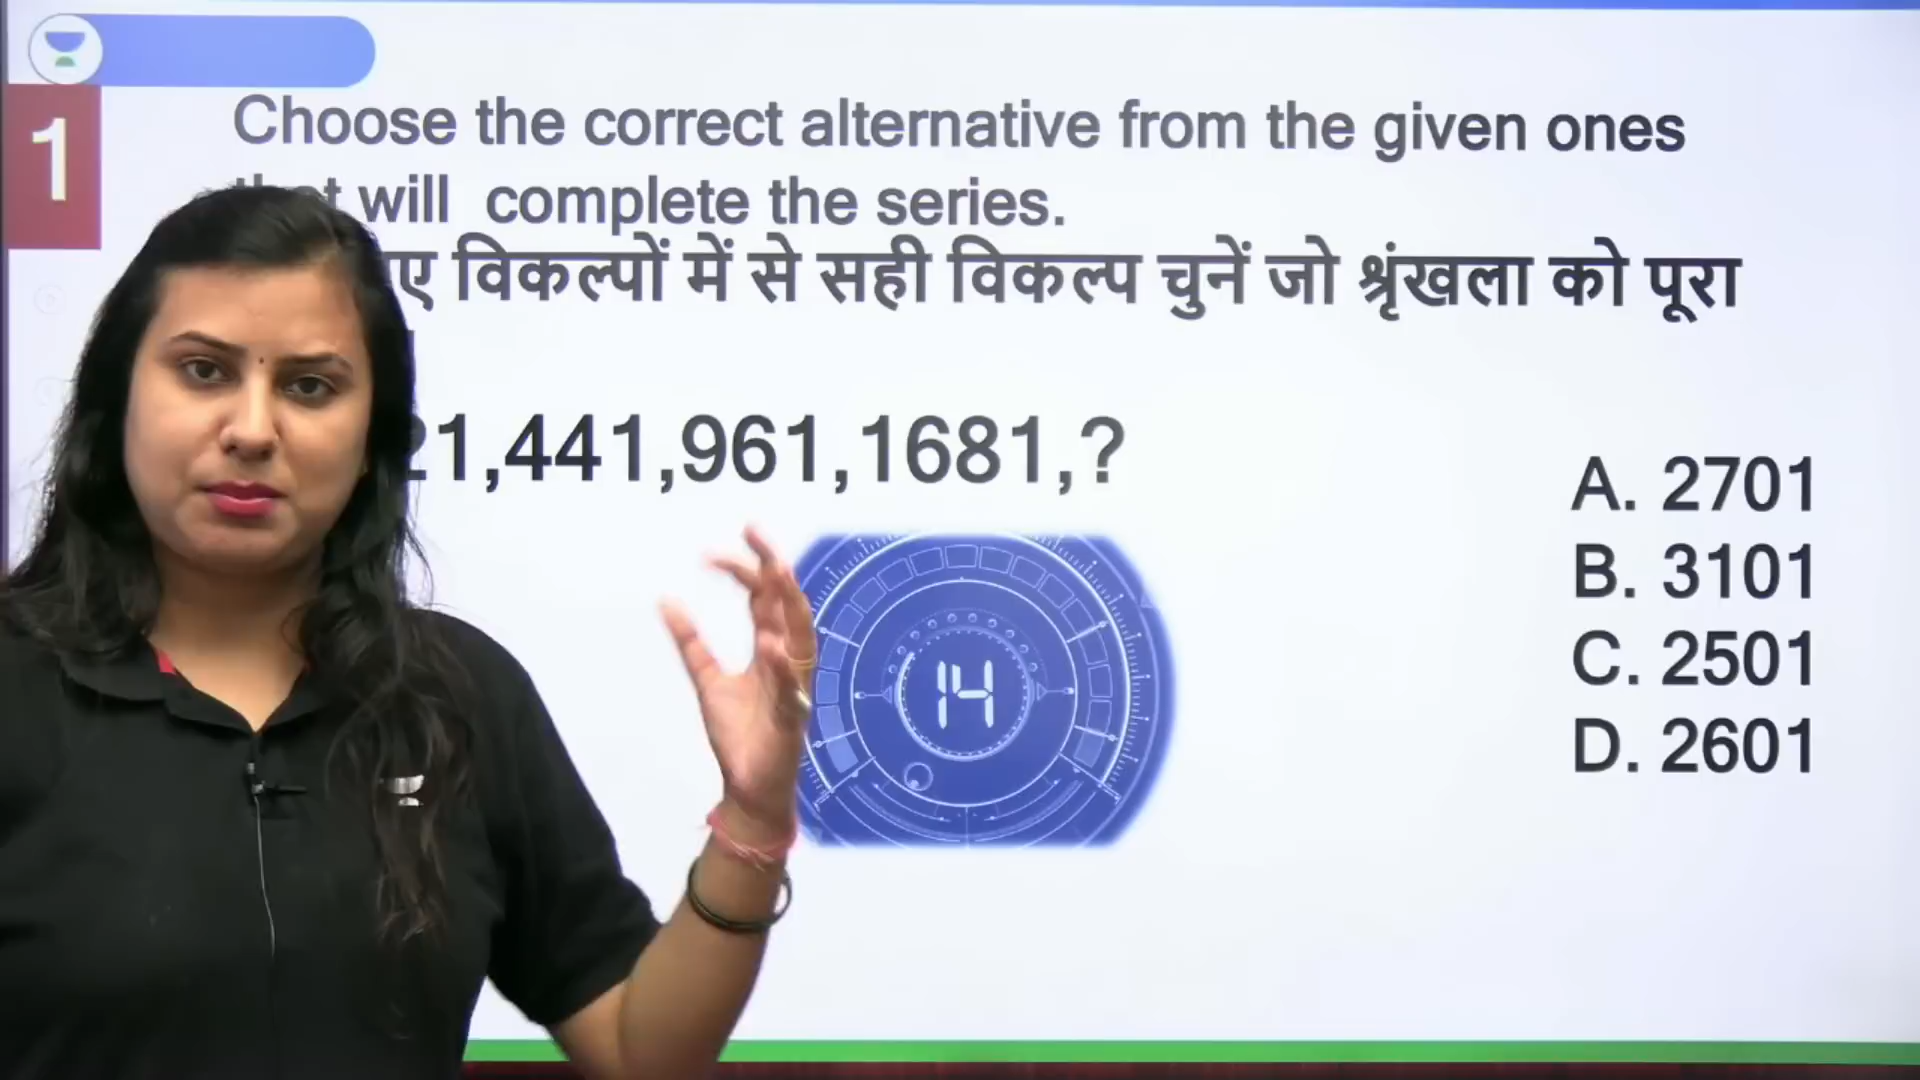 1
Choose the correct alternative from the given ones
will complete the series.
विकल्पों में से सही विकल्प चुनें जो श्रृंखला को पूरा
21,441,961,1681,?
A. 2701
B. 3101
C. 2501
D. 2601
14